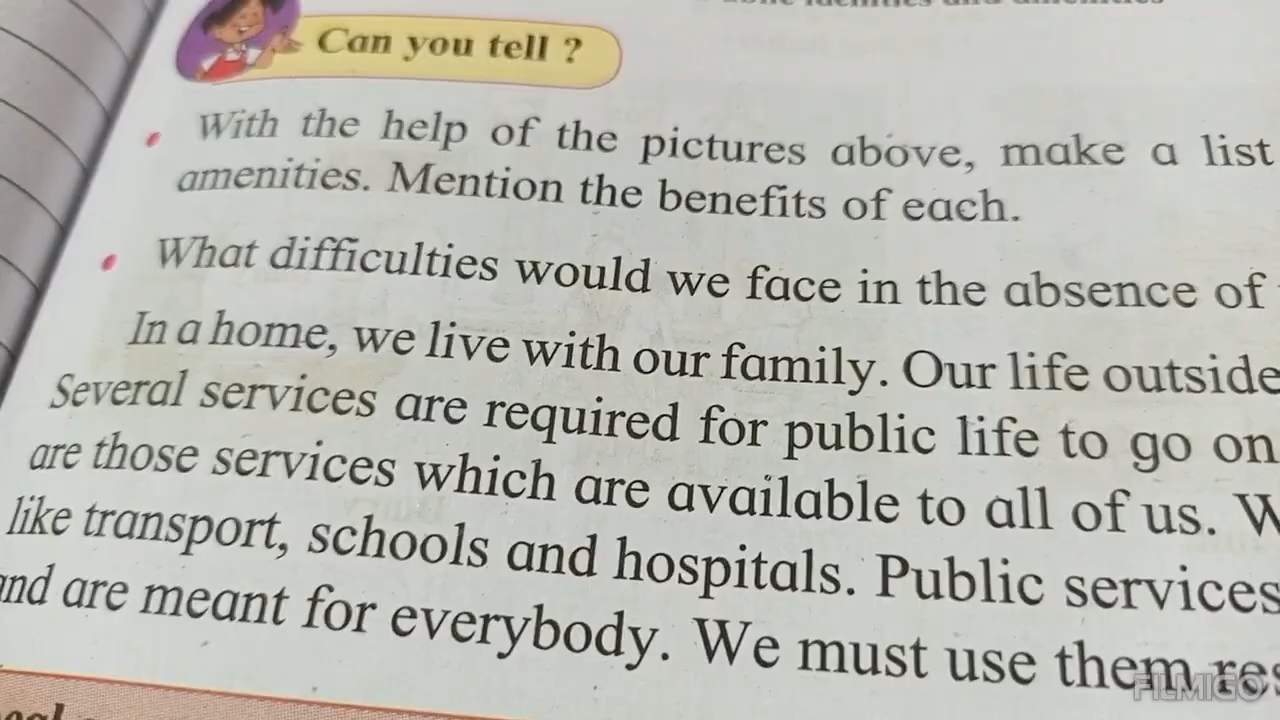 Can you tell ?
• With the help of the pictures above, make a list
amenities. Mention the benefits of each.
• What difficulties would we face in the absence of
In a home, we live with our family. Our life outside
Several services are required for public life to go on
are those services which are available to all of us. W
like transport, schools and hospitals. Public services
and are meant for everybody. We must use them res
FILMIGO